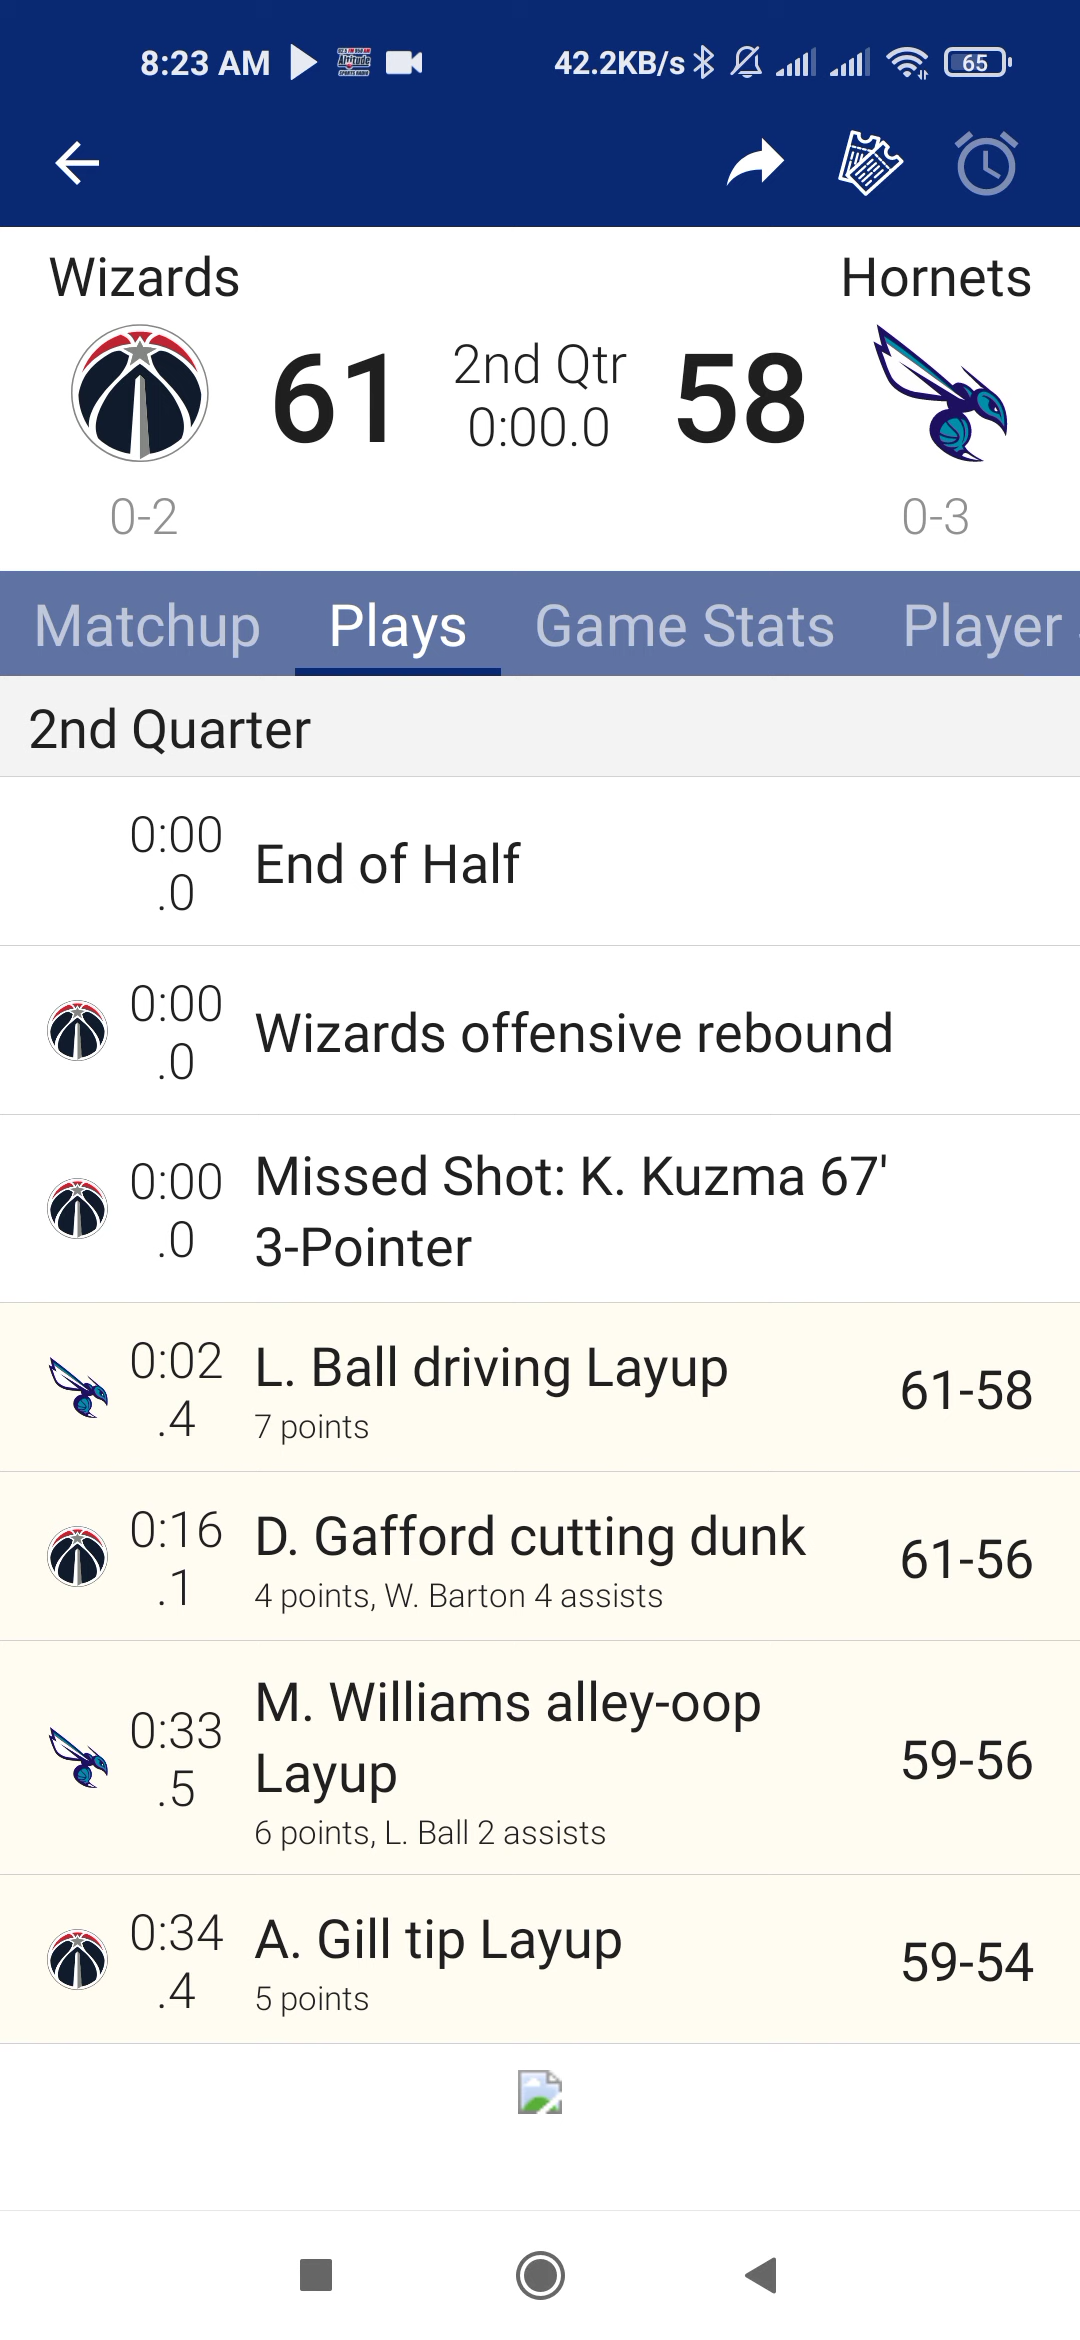 8:23 AM 42.2KB/s 65
Wizards Hornets
61 2nd Qtr 58
0:00.0
0-2 0-3
Matchup Plays Game Stats Player
2nd Quarter
0:00
.0
End of Half
0:00
.0
Wizards offensive rebound
0:00
.0
Missed Shot: K. Kuzma 67'
3-Pointer
0:02
.4
L. Ball driving Layup
7 points
61-58
0:16
.1
D. Gafford cutting dunk
4 points, W. Barton 4 assists
61-56
0:33
.5
M. Williams alley-oop
Layup
6 points, L. Ball 2 assists
59-56
0:34
.4
A. Gill tip Layup
5 points
59-54